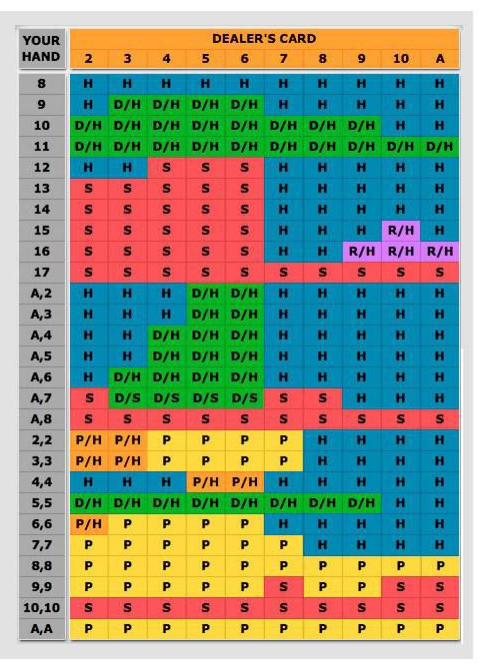 YOUR HAND DEALER'S CARD
2 3 4 5 6 7 8 9 10 A
8 H H H H H H H H H H
9 H D/H D/H D/H D/H H H H H H
10 D/H D/H D/H D/H D/H D/H D/H D/H H H
11 D/H D/H D/H D/H D/H D/H D/H D/H D/H D/H
12 H H S S S H H H H H
13 S S S S S H H H H H
14 S S S S S H H H H H
15 S S S S S H H H R/H H
16 S S S S S H H R/H R/H R/H
17 S S S S S S S S S S
A,2 H H H D/H D/H H H H H H
A,3 H H H D/H D/H H H H H H
A,4 H H D/H D/H D/H H H H H H
A,5 H H D/H D/H D/H H H H H H
A,6 H D/H D/H D/H D/H H H H H H
A,7 S D/S D/S D/S D/S S S H H H
A,8 S S S S S S S S S S
2,2 P/H P/H P P P P H H H H
3,3 P/H P/H P P P P H H H H
4,4 H H H P/H P/H H H H H H
5,5 D/H D/H D/H D/H D/H D/H D/H D/H H H
6,6 P/H P P P P H H H H H
7,7 P P P P P P H H H H
8,8 P P P P P P P P P P
9,9 P P P P P S P P S S
10,10 S S S S S S S S S S
A,A P P P P P P P P P P